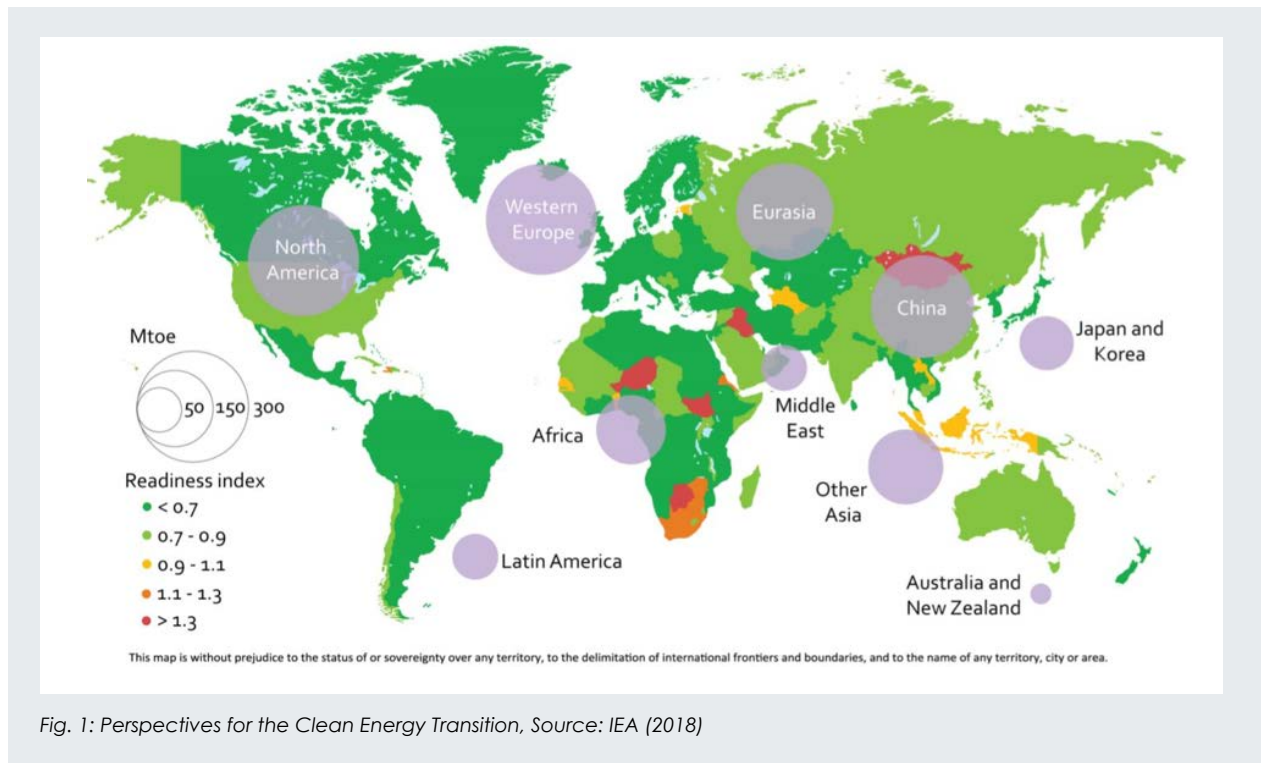 Western
Europe
Eurasia
North
America
China
Mtoe
50 150 300
Japan and
Korea
Middle
East
Africa
Readiness index
< 0.7
0.7 - 0.9
0.9 - 1.1
1.1 - 1.3
> 1.3
Other
Asia
Latin America
Australia and
New Zealand
This map is without prejudice to the status of or sovereignty over any territory, to the delimitation of international frontiers and boundaries, and to the name of any territory, city or area.
Fig. 1: Perspectives for the Clean Energy Transition, Source: IEA (2018)